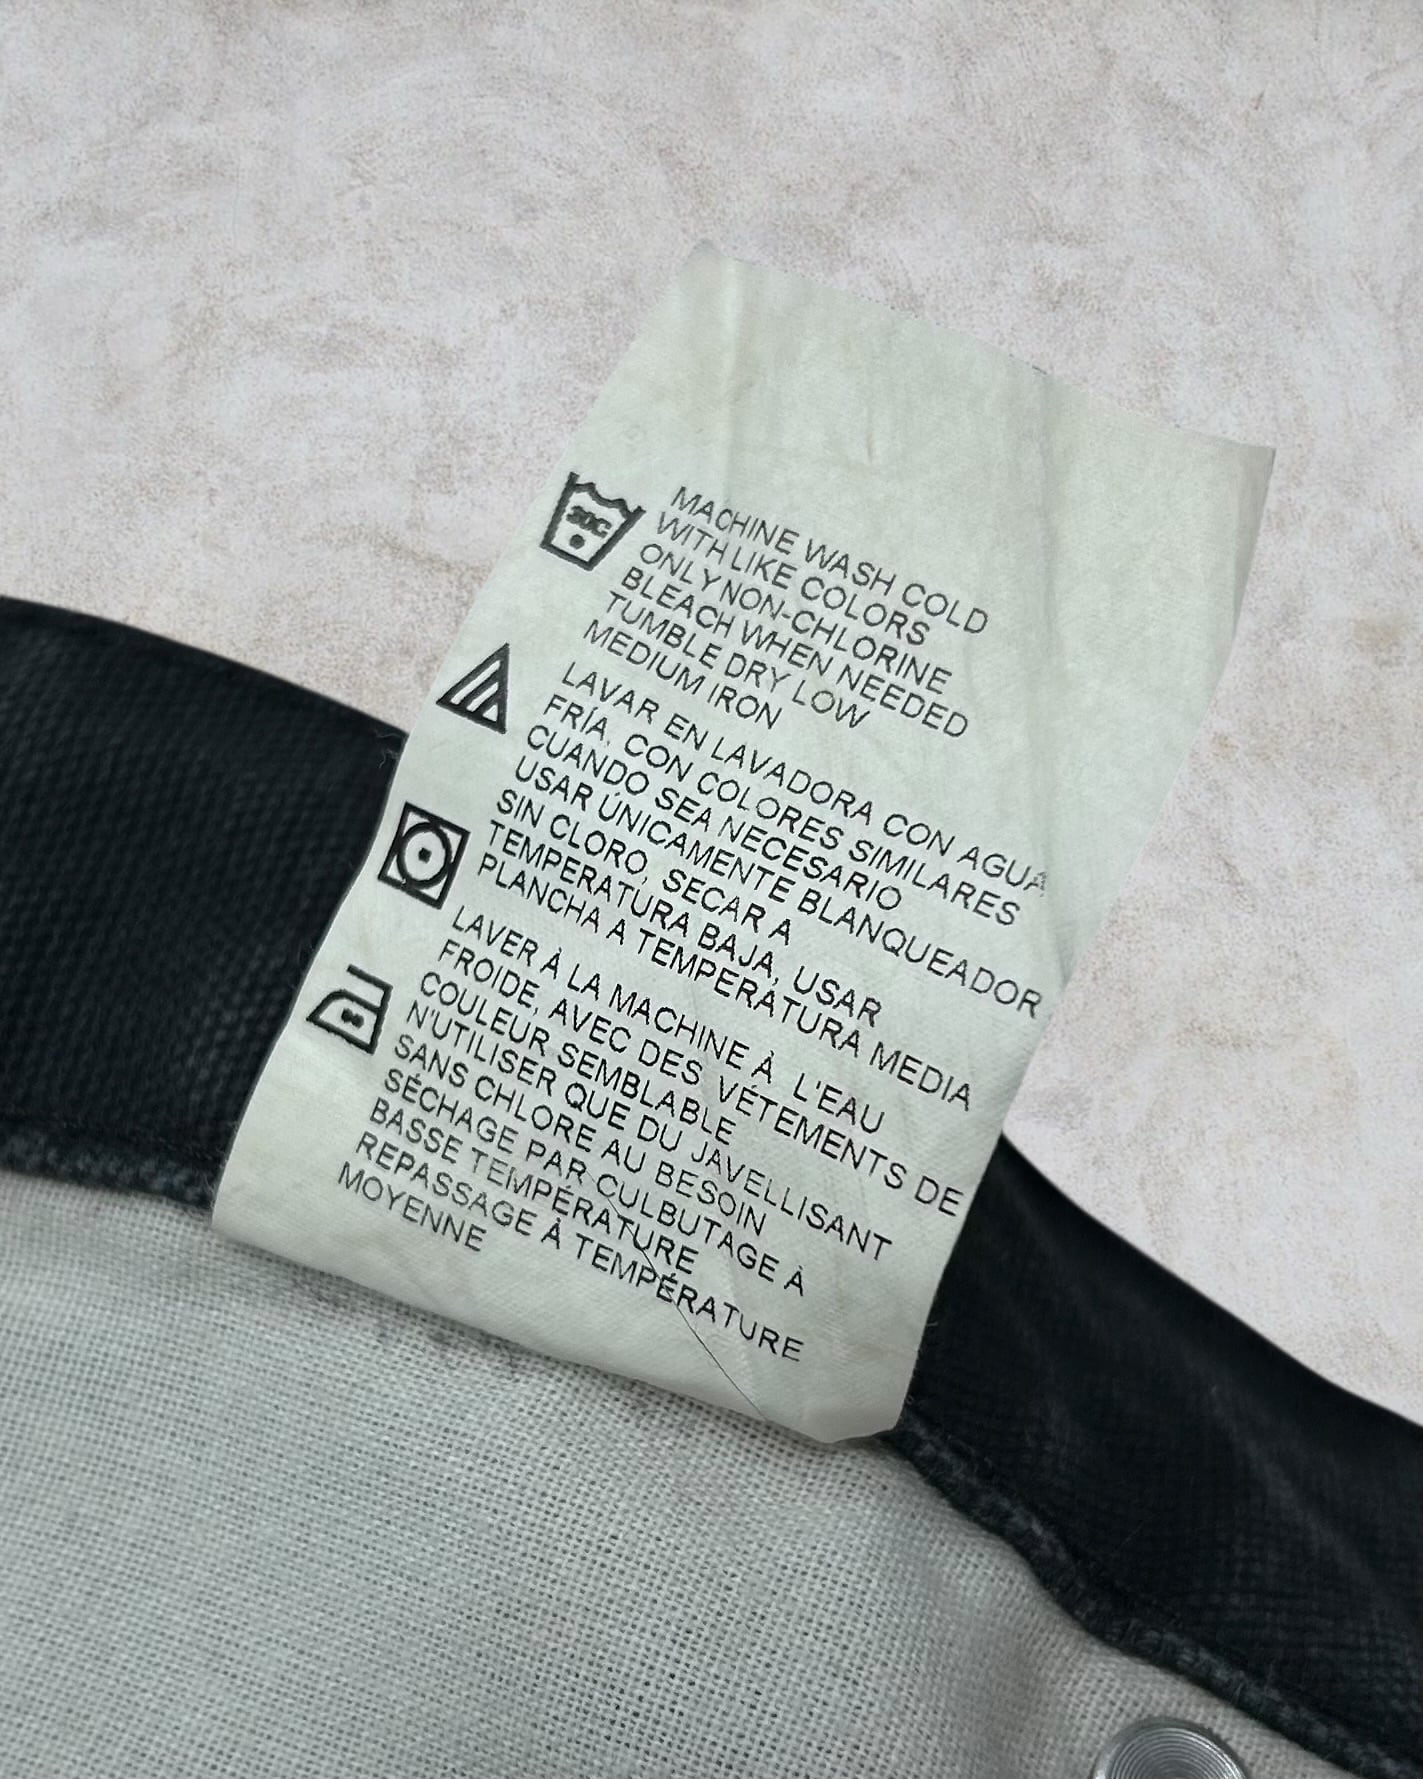 30C
MACHINE WASH COLD
WITH LIKE COLORS
ONLY NON-CHLORINE
BLEACH WHEN NEEDED
TUMBLE DRY LOW
MEDIUM IRON
LAVAR EN LAVADORA CON AGUA
FRÍA, CON COLORES SIMILARES
CUANDO SEA NECESARIO
USAR ÚNICAMENTE BLANQUEADOR
SIN CLORO, SECAR A
TEMPERATURA BAJA, USAR
PLANCHA A TEMPERATURA MEDIA
LAVER À LA MACHINE À L'EAU
FROIDE, AVEC DES VÉTEMENTS DE
COULEUR SEMBLABLE
N'UTILISER QUE DU JAVELLISANT
SANS CHLORE AU BESOIN
SÉCHAGE PAR CULBUTAGE À
BASSE TEMPÉRATURE
REPASSAGE À TEMPÉRATURE
MOYENNE